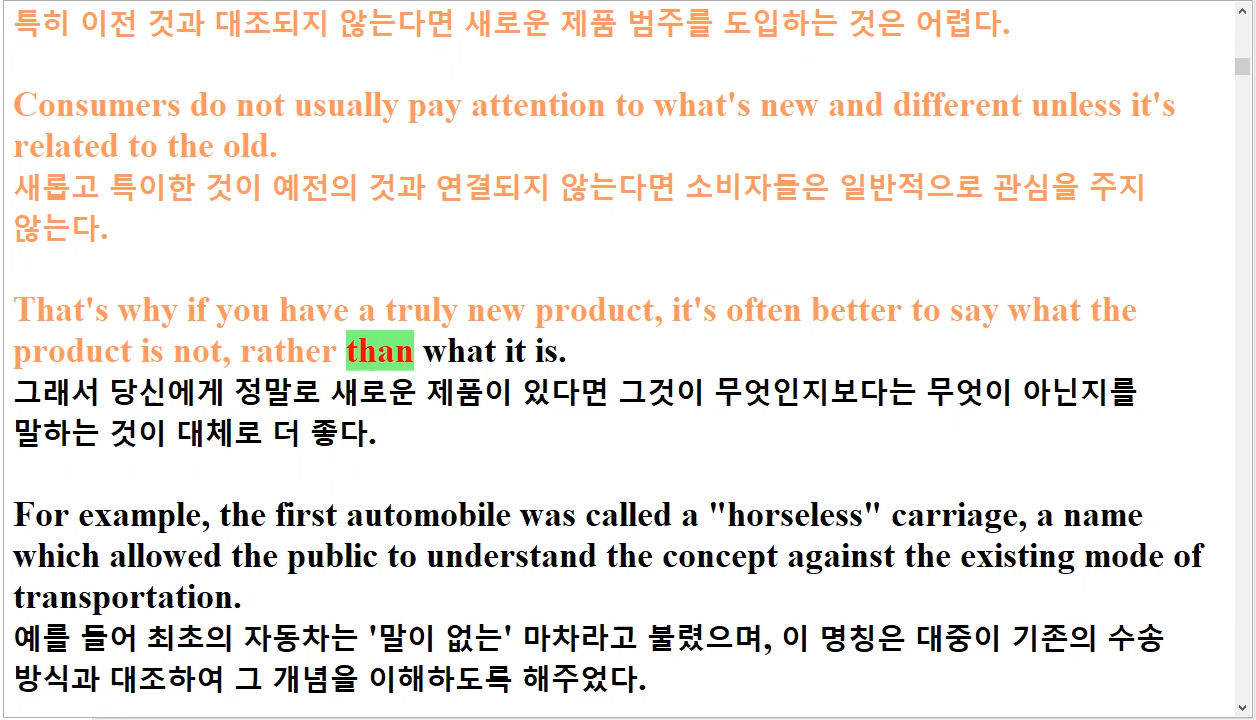 특히 이전 것과 대조되지 않는다면 새로운 제품 범주를 도입하는 것은 어렵다.
Consumers do not usually pay attention to what's new and different unless it's
related to the old.
새롭고 특이한 것이 예전의 것과 연결되지 않는다면 소비자들은 일반적으로 관심을 주지
않는다.
That's why if you have a truly new product, it's often better to say what the
product is not, rather than what it is.
그래서 당신에게 정말로 새로운 제품이 있다면 그것이 무엇인지보다는 무엇이 아닌지를
말하는 것이 대체로 더 좋다.
For example, the first automobile was called a "horseless" carriage, a name
which allowed the public to understand the concept against the existing mode of
transportation.
예를 들어 최초의 자동차는 '말이 없는' 마차라고 불렸으며, 이 명칭은 대중이 기존의 수송
방식과 대조하여 그 개념을 이해하도록 해주었다.